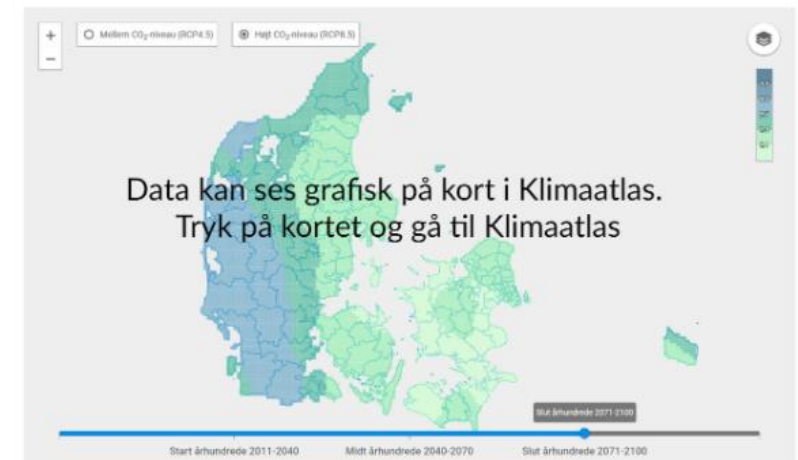 +
−
Mellem CO₂-niveau (RCP4.5)
Højt CO₂-niveau (RCP8.5)
Data kan ses grafisk på kort i Klimaatlas.
Tryk på kortet og gå til Klimaatlas
Slut århundrede 2071-2100
Start århundrede 2011-2040
Midt århundrede 2040-2070
Slut århundrede 2071-2100